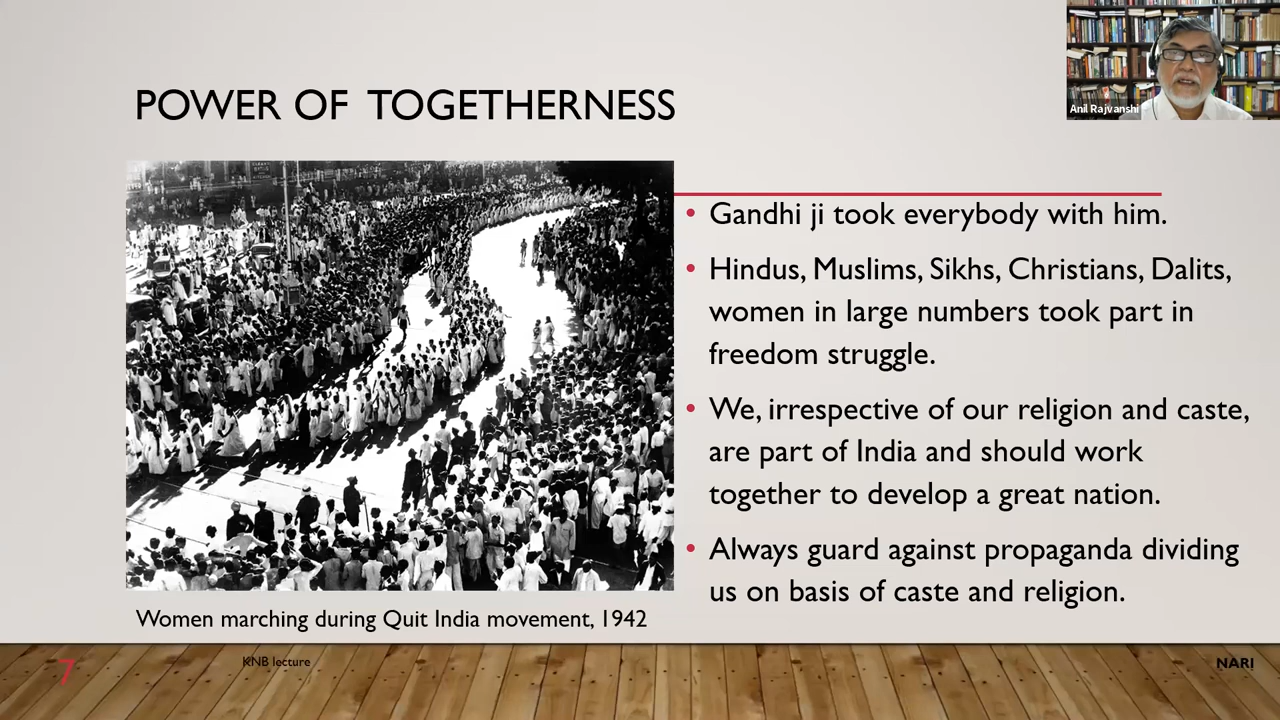 Anil Rajvanshi
POWER OF TOGETHERNESS
• Gandhi ji took everybody with him.
• Hindus, Muslims, Sikhs, Christians, Dalits,
women in large numbers took part in
freedom struggle.
• We, irrespective of our religion and caste,
are part of India and should work
together to develop a great nation.
• Always guard against propaganda dividing
us on basis of caste and religion.
Women marching during Quit India movement, 1942
7
KNB lecture
NARI